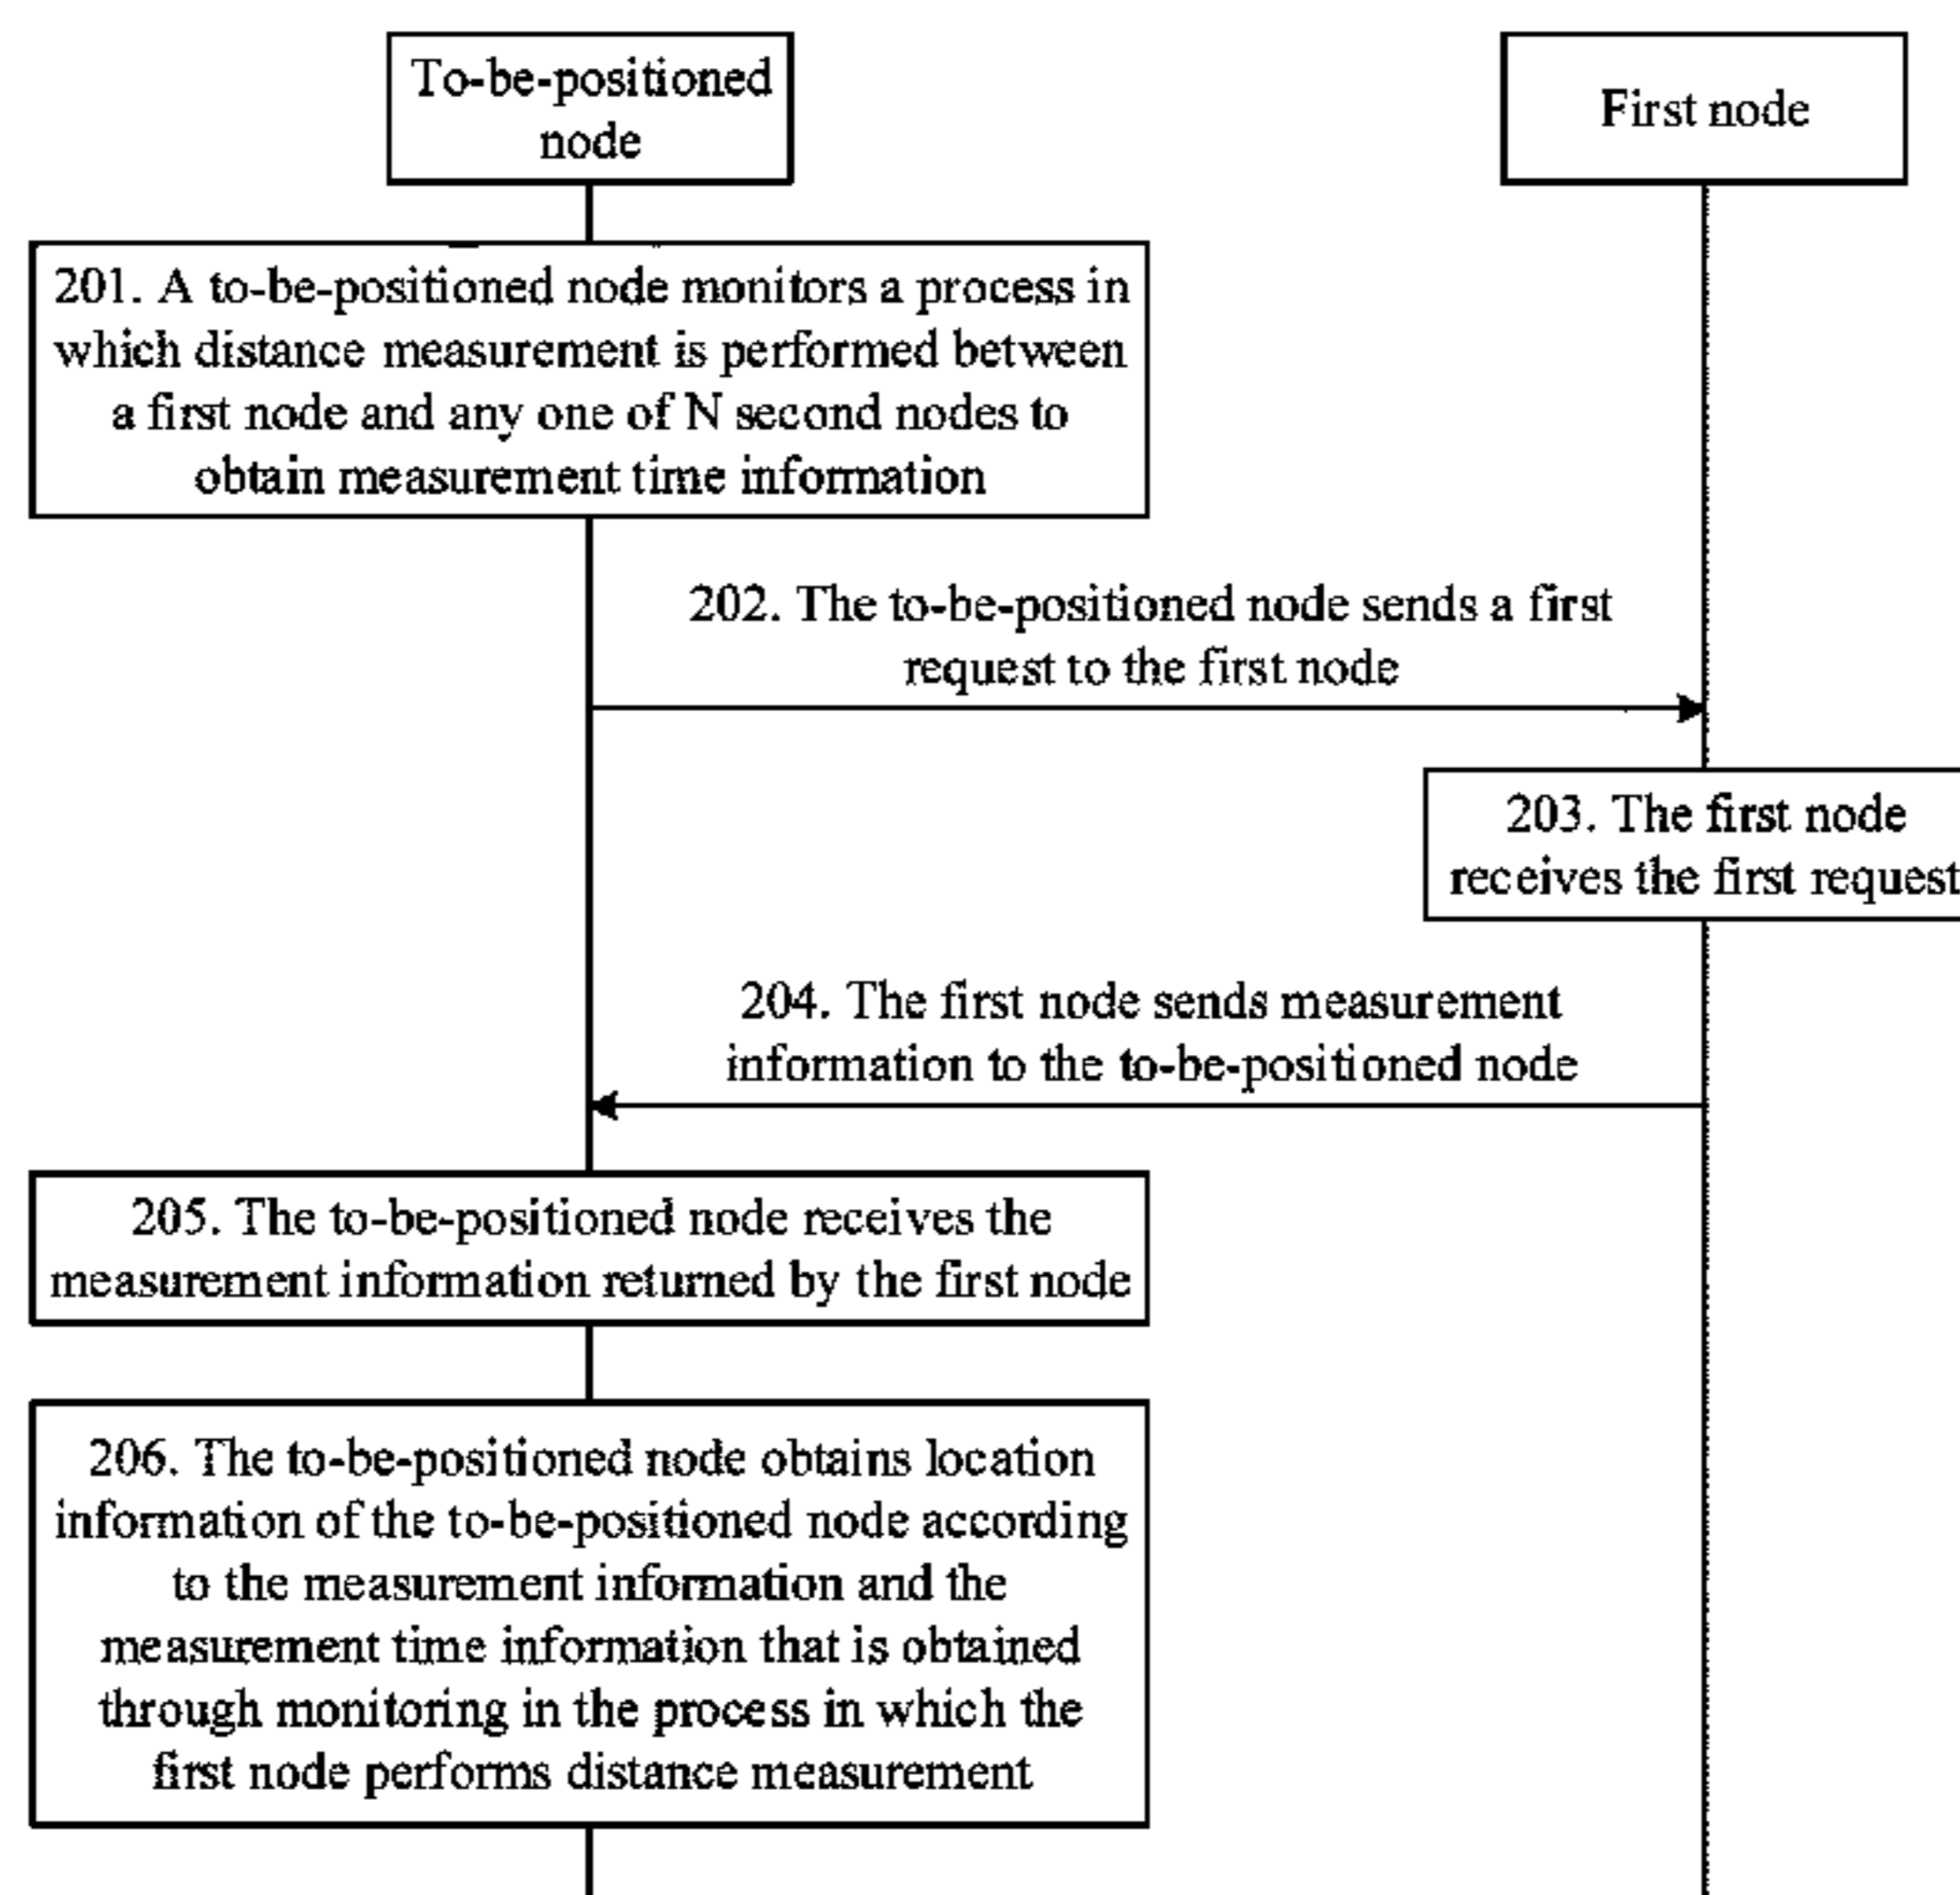 To-be-positioned
node
First node
201. A to-be-positioned node monitors a process in
which distance measurement is performed between
a first node and any one of N second nodes to
obtain measurement time information
202. The to-be-positioned node sends a first
request to the first node
203. The first node
receives the first request
204. The first node sends measurement
information to the to-be-positioned node
205. The to-be-positioned node receives the
measurement information returned by the first node
206. The to-be-positioned node obtains location
information of the to-be-positioned node according
to the measurement information and the
measurement time information that is obtained
through monitoring in the process in which the
first node performs distance measurement